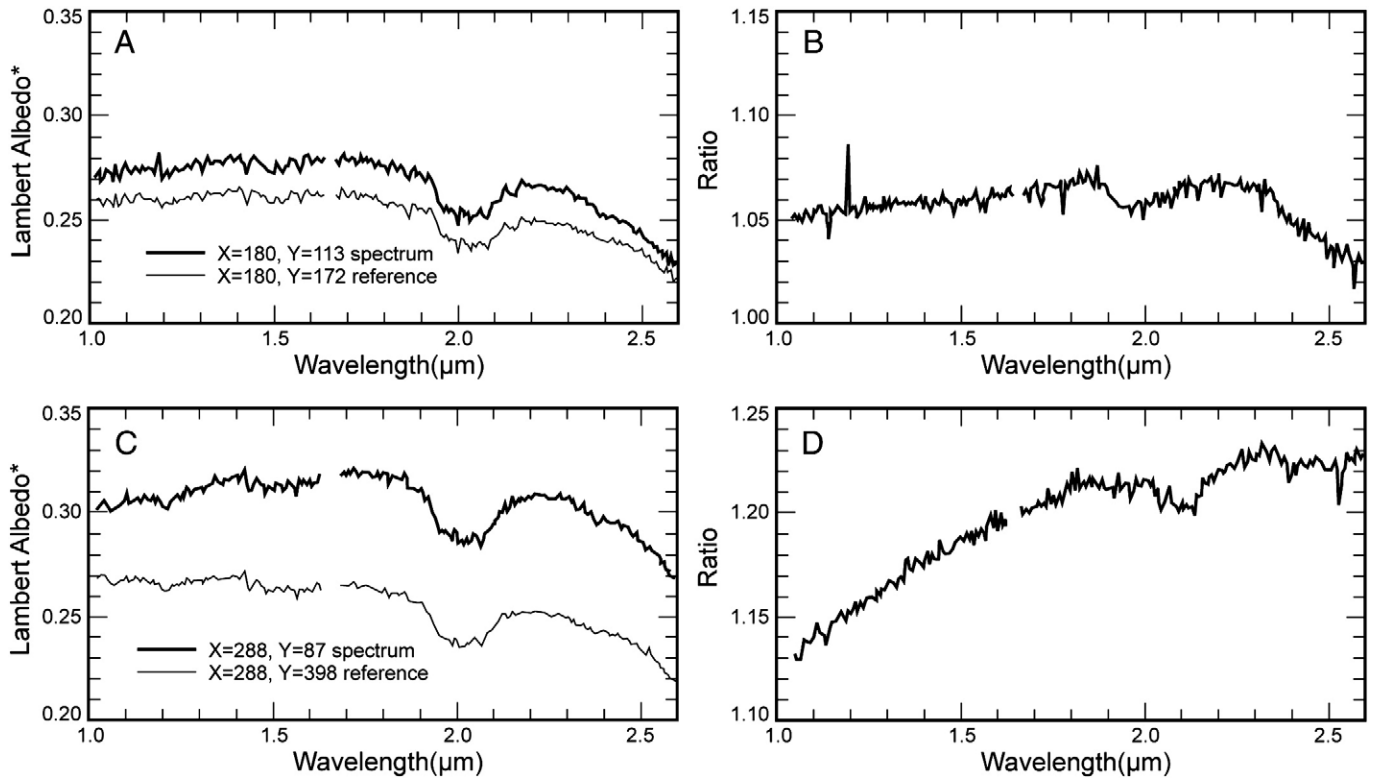 A
Lambert Albedo*
0.35
0.30
0.25
0.20
X=180, Y=113 spectrum
X=180, Y=172 reference
1.0 1.5 2.0 2.5
Wavelength(µm)
B
Ratio
1.15
1.10
1.05
1.00
1.0 1.5 2.0 2.5
Wavelength(µm)
C
Lambert Albedo*
0.35
0.30
0.25
0.20
X=288, Y=87 spectrum
X=288, Y=398 reference
1.0 1.5 2.0 2.5
Wavelength(µm)
D
Ratio
1.25
1.20
1.15
1.10
1.0 1.5 2.0 2.5
Wavelength(µm)